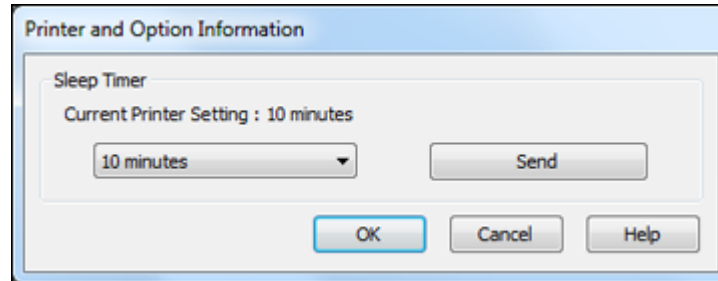 Printer and Option Information
Sleep Timer
Current Printer Setting : 10 minutes
10 minutes
Send
OK
Cancel
Help